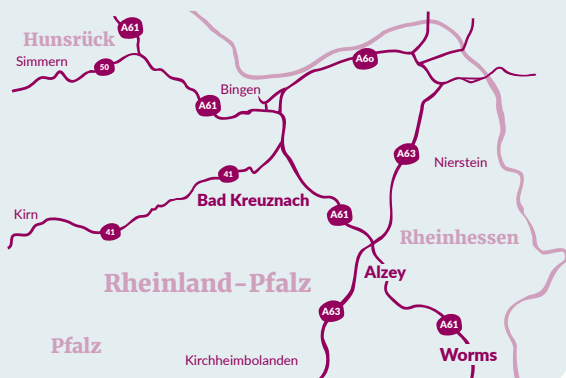 A61
Hunsrück
Simmern
50
A60
Bingen
A61
A63
Nierstein
41
Bad Kreuznach
Kirn
41
A61
Rheinhessen
Alzey
Rheinland-Pfalz
A63
A61
Pfalz
Worms
Kirchheimbolanden